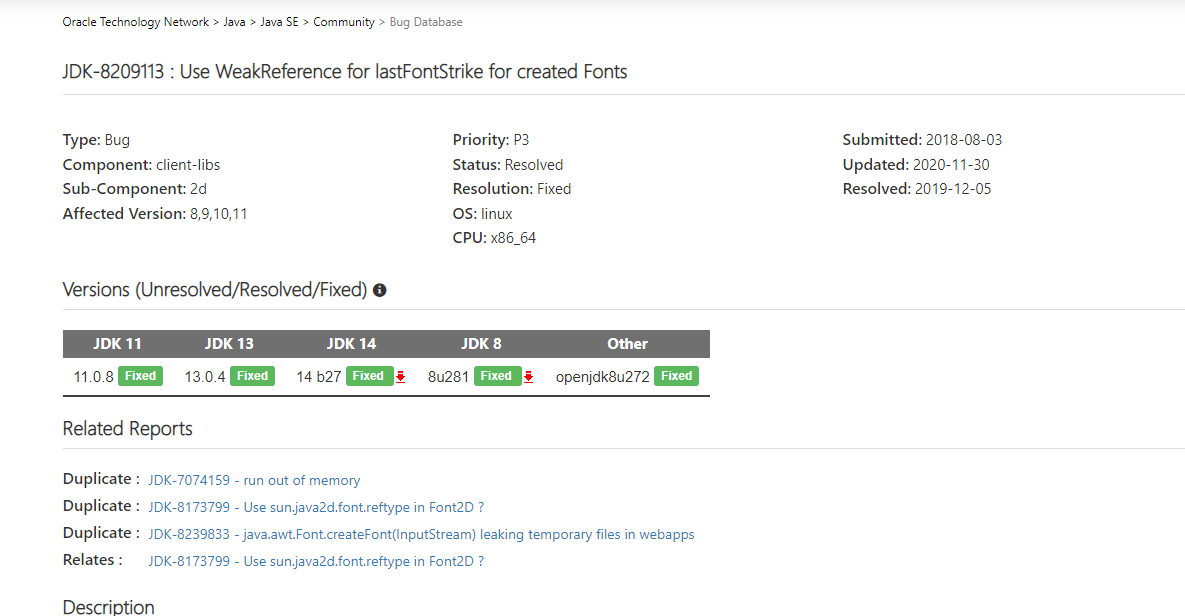 Oracle Technology Network > Java > Java SE > Community > Bug Database
JDK-8209113 : Use WeakReference for lastFontStrike for created Fonts
Type: Bug
Component: client-libs
Sub-Component: 2d
Affected Version: 8,9,10,11
Priority: P3
Status: Resolved
Resolution: Fixed
OS: linux
CPU: x86_64
Submitted: 2018-08-03
Updated: 2020-11-30
Resolved: 2019-12-05
Versions (Unresolved/Resolved/Fixed)
JDK 11 JDK 13 JDK 14 JDK 8 Other
11.0.8 Fixed 13.0.4 Fixed 14 b27 Fixed 8u281 Fixed openjdk8u272 Fixed
Related Reports
Duplicate : JDK-7074159 - run out of memory
Duplicate : JDK-8173799 - Use sun.java2d.font.reftype in Font2D ?
Duplicate : JDK-8239833 - java.awt.Font.createFont(InputStream) leaking temporary files in webapps
Relates : JDK-8173799 - Use sun.java2d.font.reftype in Font2D ?
Description